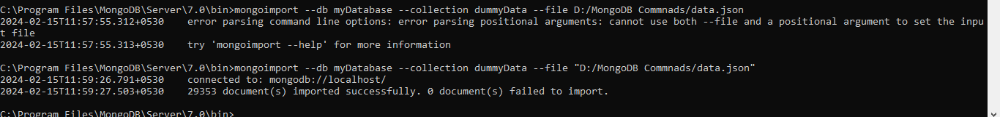 C:\Program Files\MongoDB\Server\7.0\bin>mongoimport --db myDatabase --collection dummyData --file D:/MongoDB Commnads/data.json
2024-02-15T11:57:55.312+0530    error parsing command line options: error parsing positional arguments: cannot use both --file and a positional argument to set the inpu
t file
2024-02-15T11:57:55.313+0530    try 'mongoimport --help' for more information
C:\Program Files\MongoDB\Server\7.0\bin>mongoimport --db myDatabase --collection dummyData --file "D:/MongoDB Commnads/data.json"
2024-02-15T11:59:26.791+0530    connected to: mongodb://localhost/
2024-02-15T11:59:27.503+0530    29353 document(s) imported successfully. 0 document(s) failed to import.
C:\Program Files\MongoDB\Server\7.0\bin>